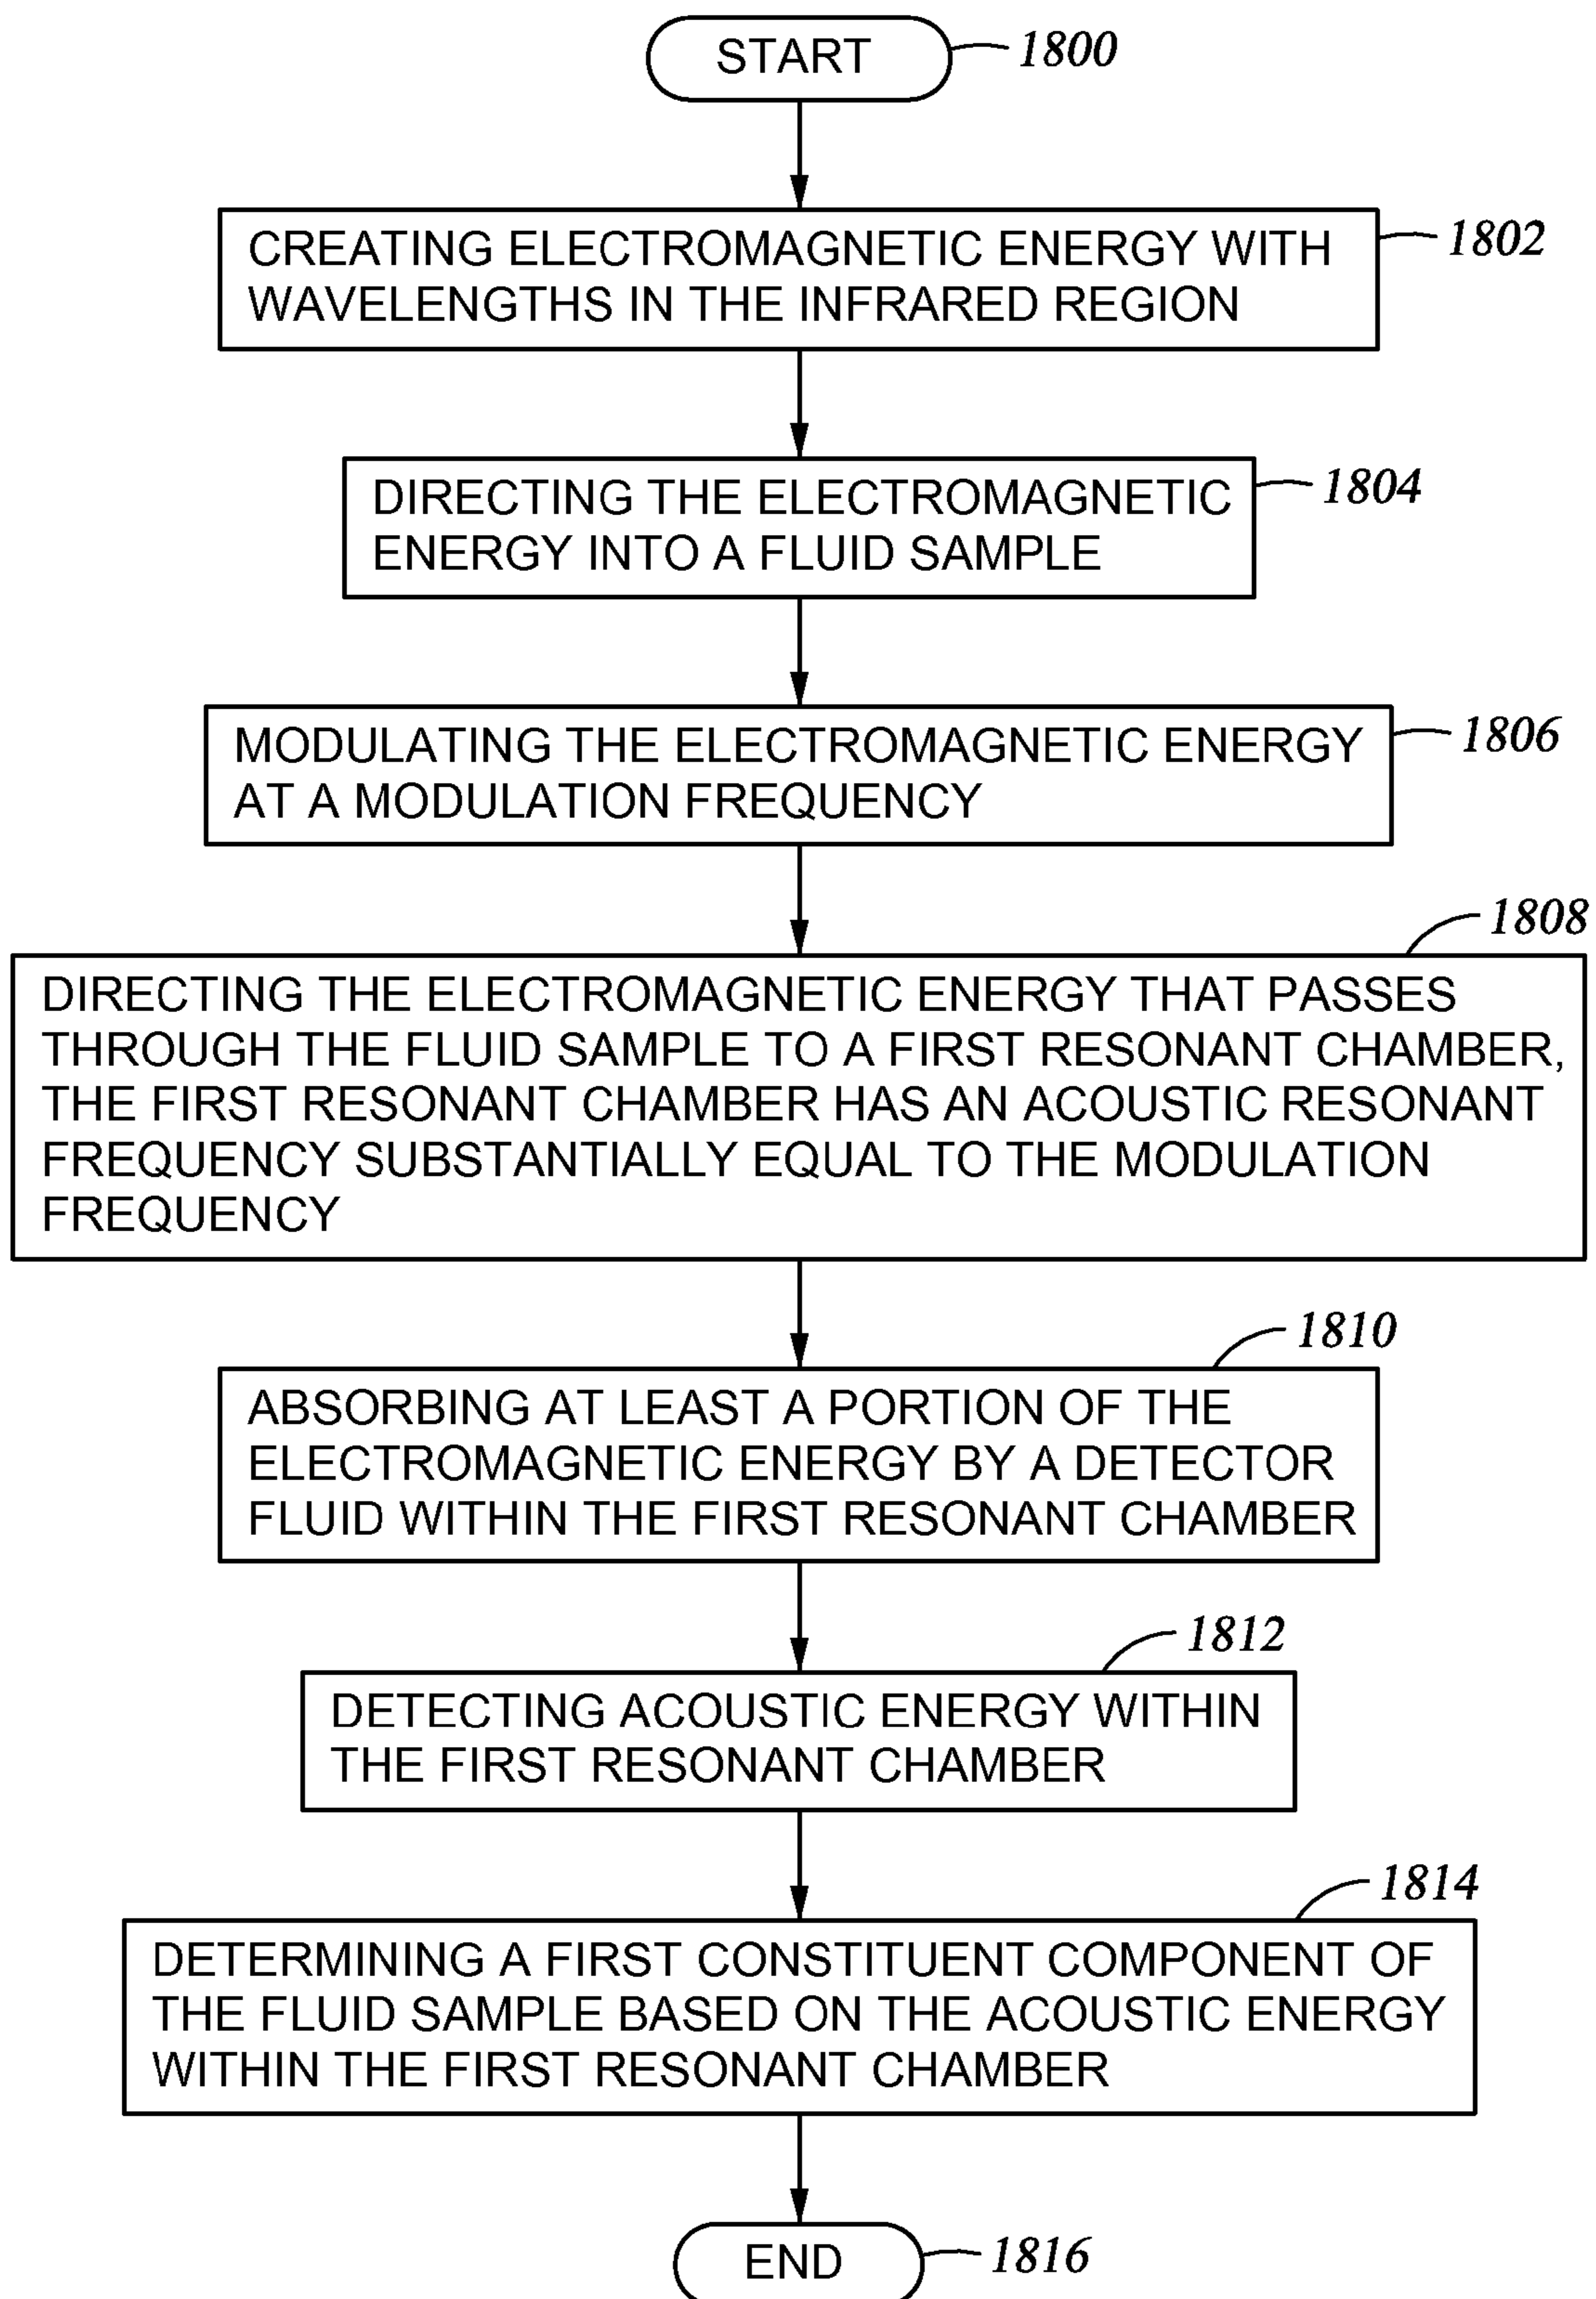 START
1800
CREATING ELECTROMAGNETIC ENERGY WITH
WAVELENGTHS IN THE INFRARED REGION
1802
DIRECTING THE ELECTROMAGNETIC
ENERGY INTO A FLUID SAMPLE
1804
MODULATING THE ELECTROMAGNETIC ENERGY
AT A MODULATION FREQUENCY
1806
1808
DIRECTING THE ELECTROMAGNETIC ENERGY THAT PASSES
THROUGH THE FLUID SAMPLE TO A FIRST RESONANT CHAMBER,
THE FIRST RESONANT CHAMBER HAS AN ACOUSTIC RESONANT
FREQUENCY SUBSTANTIALLY EQUAL TO THE MODULATION
FREQUENCY
1810
ABSORBING AT LEAST A PORTION OF THE
ELECTROMAGNETIC ENERGY BY A DETECTOR
FLUID WITHIN THE FIRST RESONANT CHAMBER
1812
DETECTING ACOUSTIC ENERGY WITHIN
THE FIRST RESONANT CHAMBER
1814
DETERMINING A FIRST CONSTITUENT COMPONENT OF
THE FLUID SAMPLE BASED ON THE ACOUSTIC ENERGY
WITHIN THE FIRST RESONANT CHAMBER
END
1816